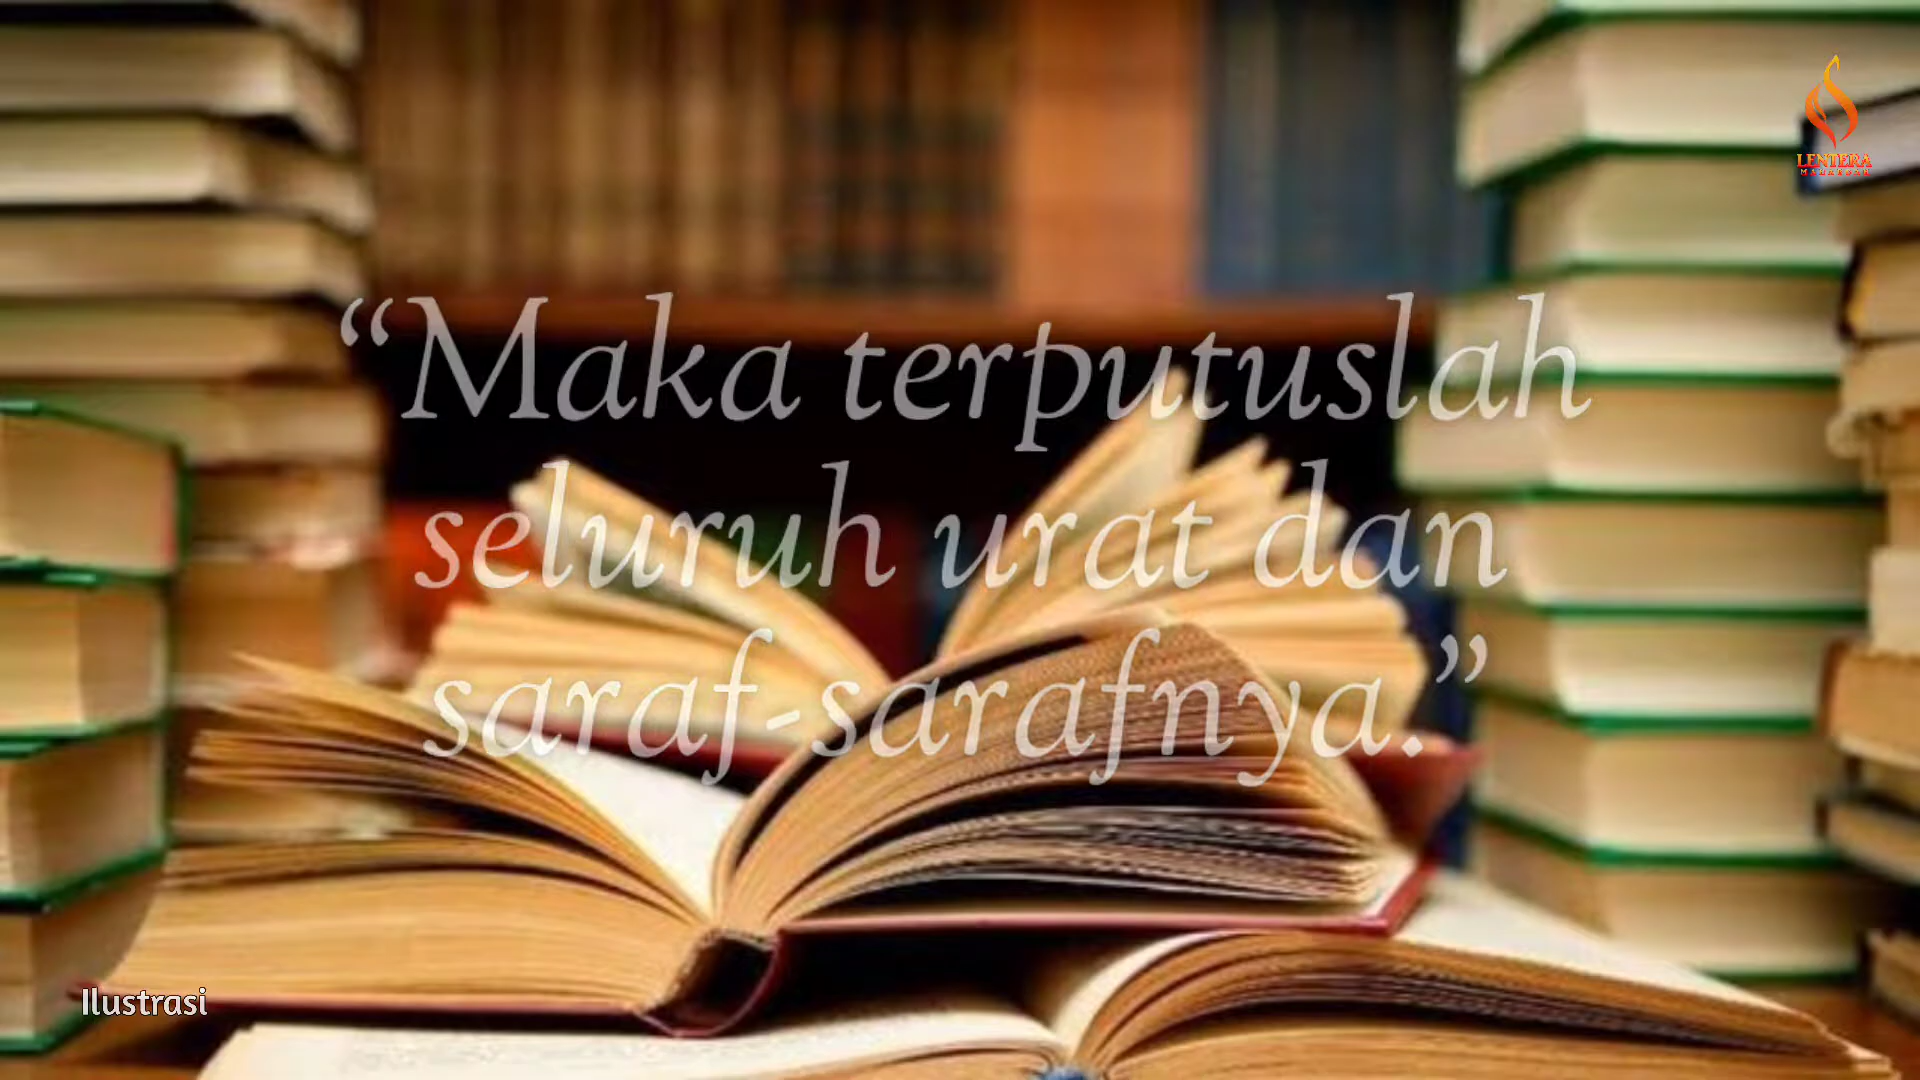 LENTERA
“Maka terputuslah
seluruh urat dan
saraf-sarafnya.”
Ilustrasi